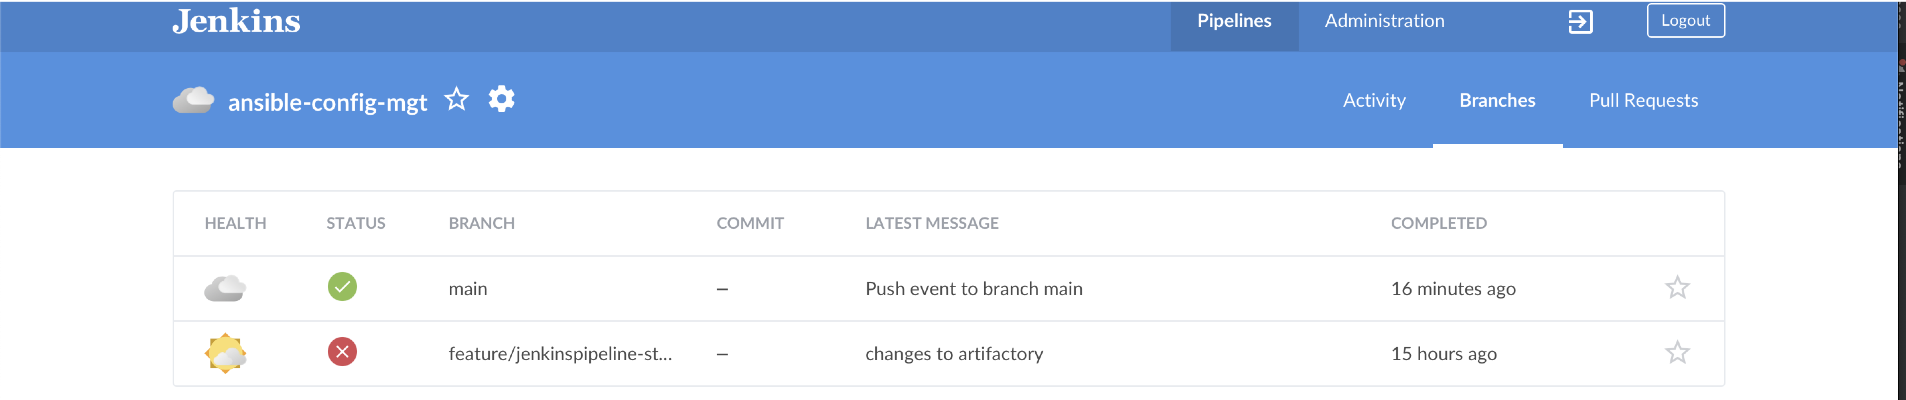 Jenkins Pipelines Administration Logout
ansible-config-mgt Activity Branches Pull Requests
HEALTH STATUS BRANCH COMMIT LATEST MESSAGE COMPLETED
main – Push event to branch main 16 minutes ago
feature/jenkinspipeline-st... – changes to artifactory 15 hours ago